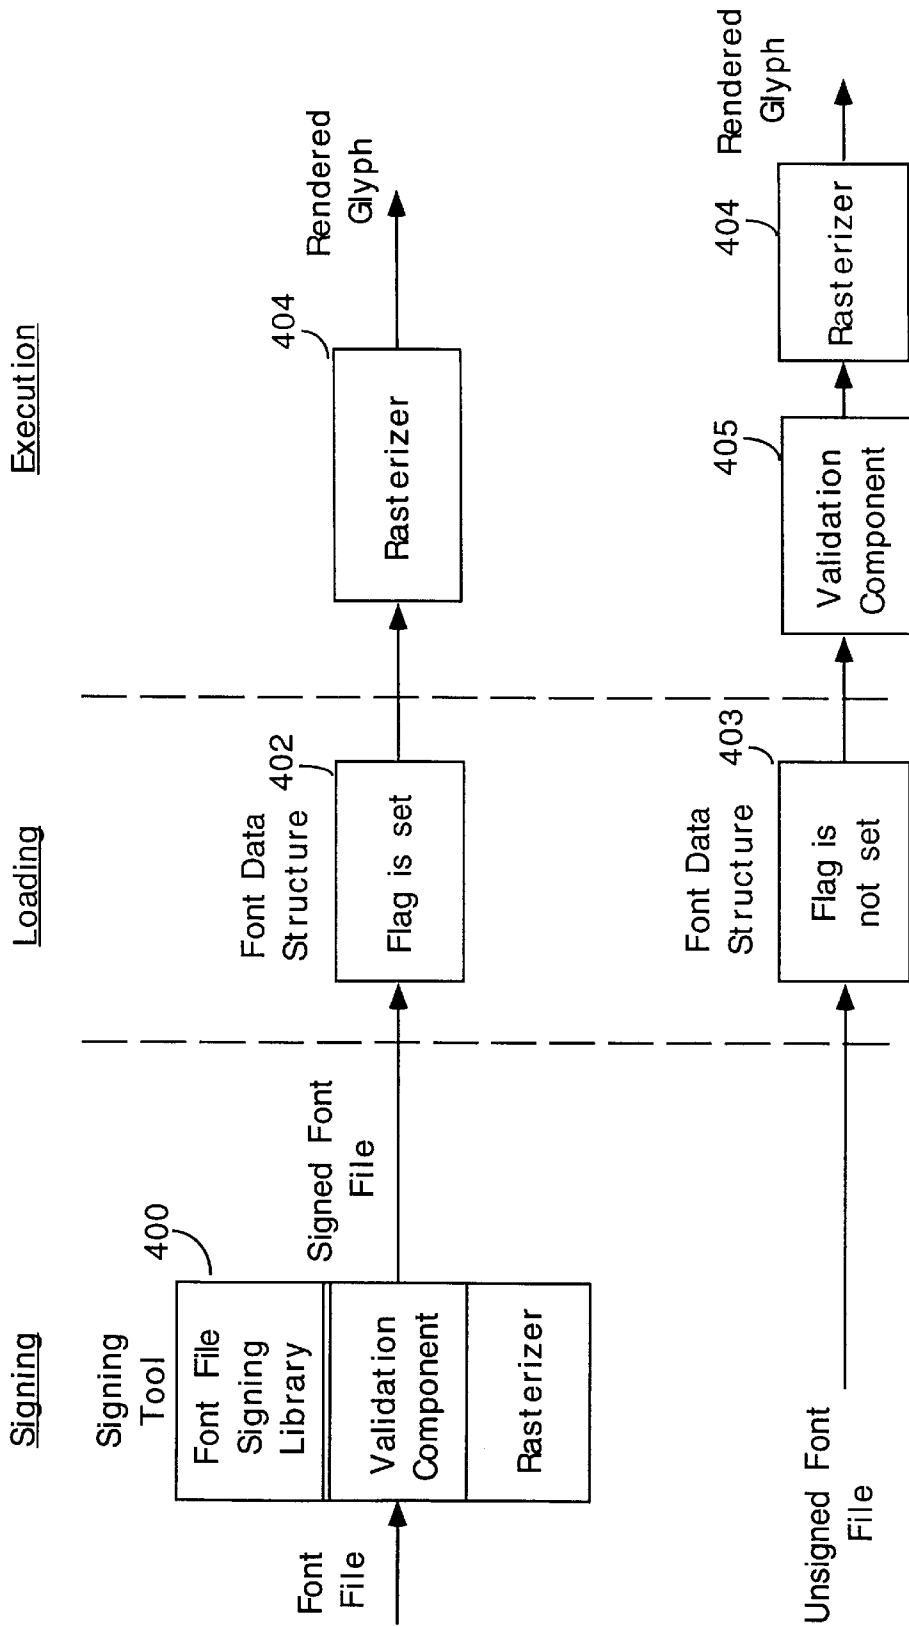 Signing
Loading
Execution
Signing
Tool
400
Font File
Signing
Library
Validation
Component
Rasterizer
Font
File
Signed Font
File
Font Data
Structure
402
Flag is set
404
Rasterizer
Rendered
Glyph
Unsigned Font
File
Font Data
Structure
403
Flag is
not set
405
Validation
Component
404
Rasterizer
Rendered
Glyph